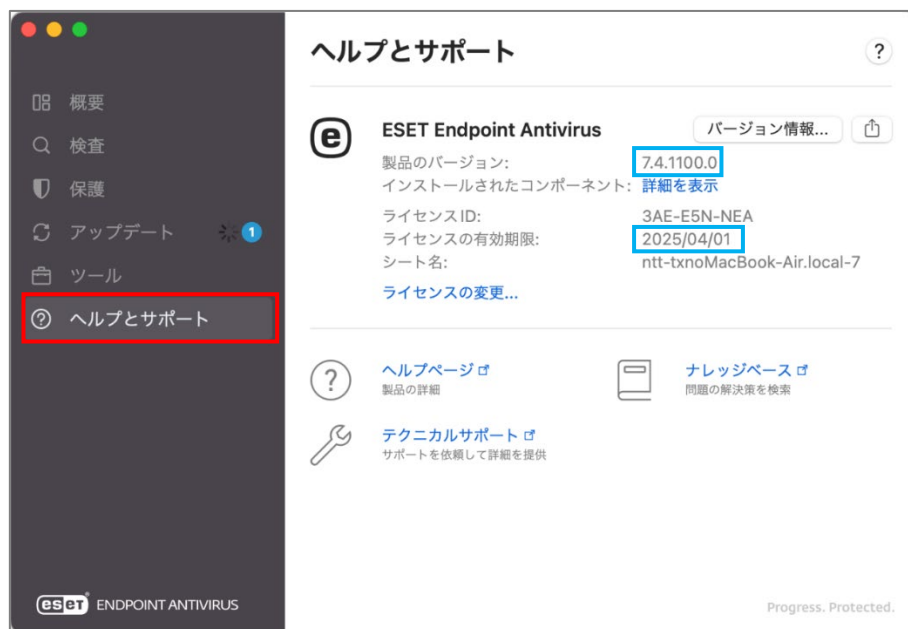 概要
検査
保護
アップデート 1
ツール
ヘルプとサポート
eset ENDPOINT ANTIVIRUS
ヘルプとサポート ?
e
ESET Endpoint Antivirus バージョン情報...
製品のバージョン: 7.4.1100.0
インストールされたコンポーネント: 詳細を表示
ライセンスID: 3AE-E5N-NEA
ライセンスの有効期限: 2025/04/01
シート名: ntt-txnoMacBook-Air.local-7
ライセンスの変更...
ヘルプページ
製品の詳細
ナレッジベース
問題の解決策を検索
テクニカルサポート
サポートを依頼して詳細を提供
Progress. Protected.